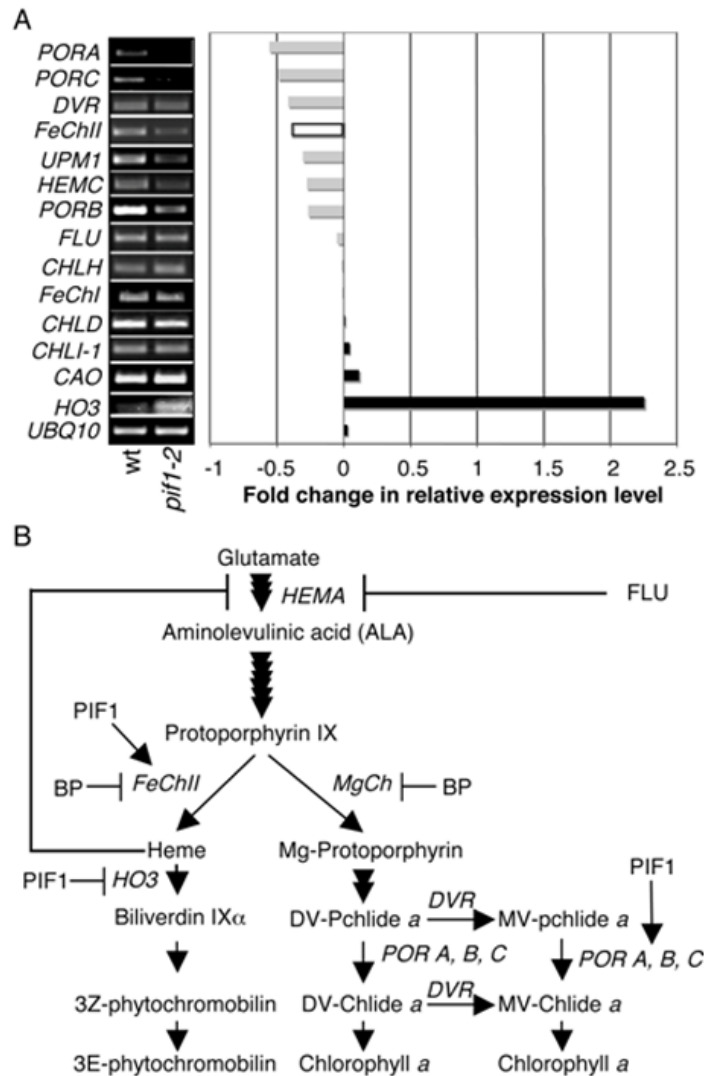 A
PORA
PORC
DVR
FeChII
UPM1
HEMC
PORB
FLU
CHLH
FeChI
CHLD
CHLI-1
CAO
HO3
UBQ10
wt
pif1-2
-1 -0.5 0 0.5 1 1.5 2 2.5
Fold change in relative expression level
B
Glutamate
HEMA
FLU
Aminolevulinic acid (ALA)
PIF1
Protoporphyrin IX
BP FeChII MgCh BP
Heme Mg-Protoporphyrin
PIF1 HO3 PIF1
Biliverdin IXα DV-Pchlide a DVR MV-pchlide a
POR A, B, C POR A, B, C
3Z-phytochromobilin DV-Chlide a DVR MV-Chlide a
3E-phytochromobilin Chlorophyll a Chlorophyll a